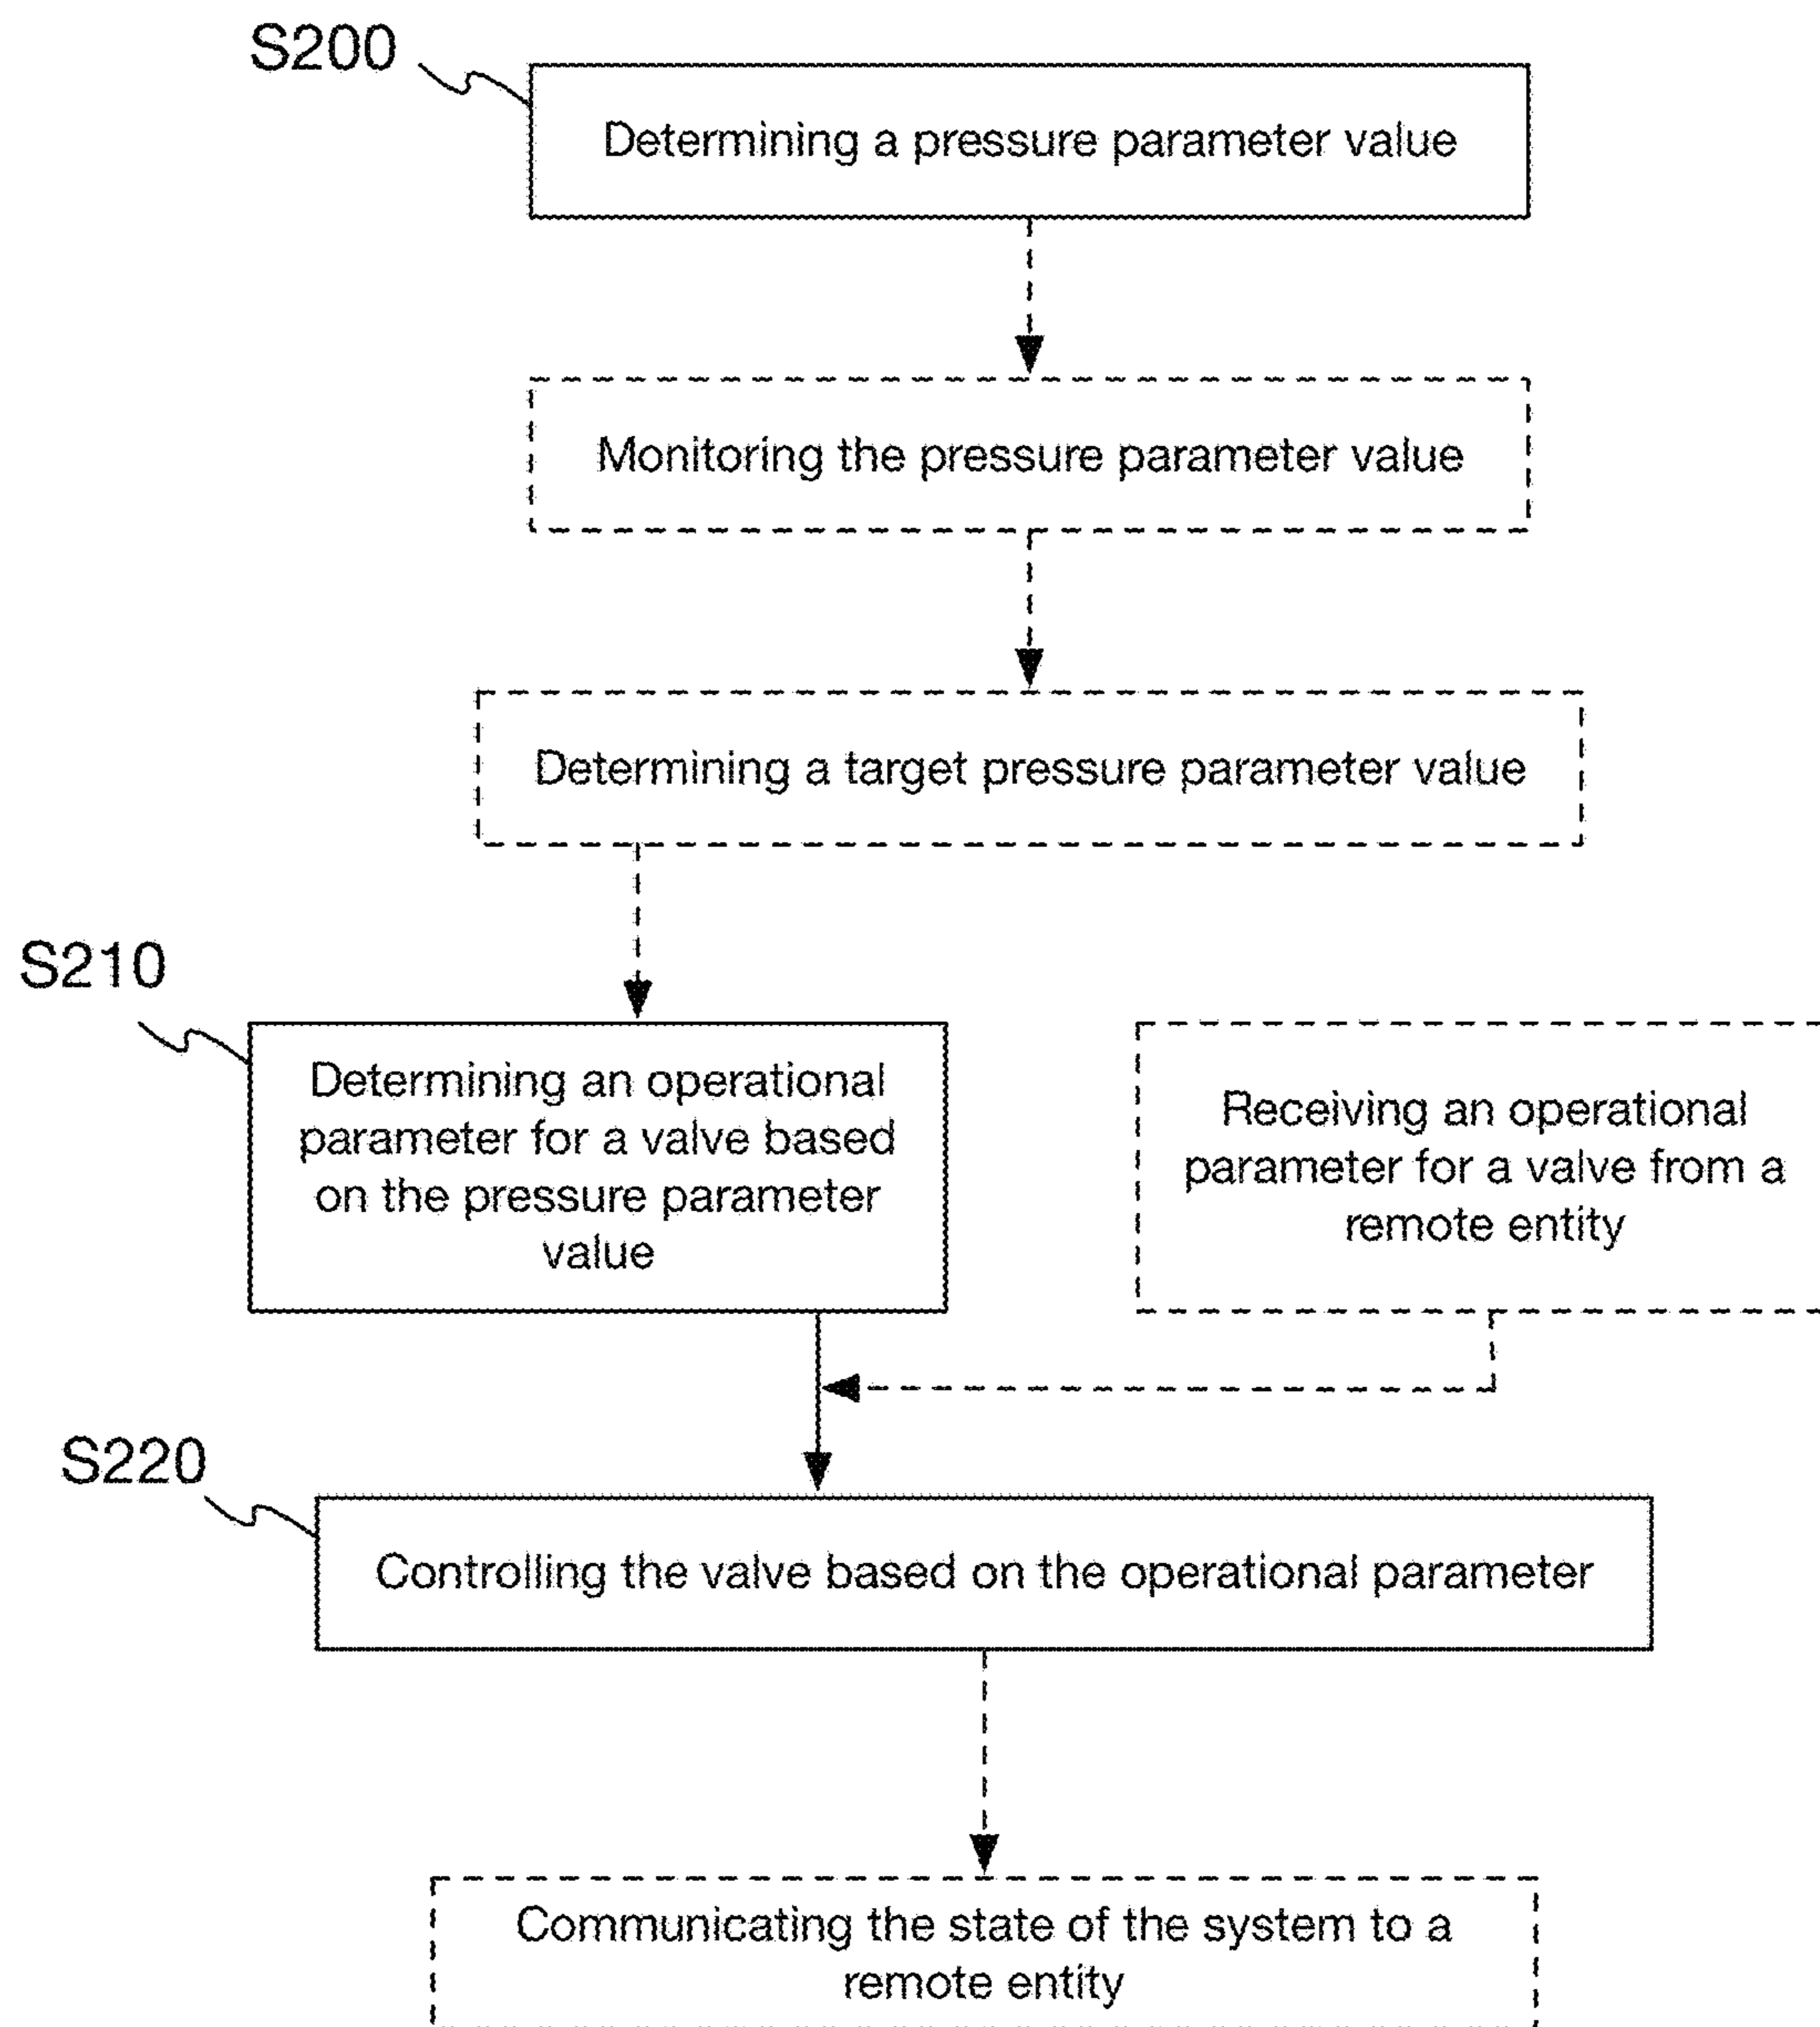 S200
Determining a pressure parameter value
Monitoring the pressure parameter value
Determining a target pressure parameter value
S210
Determining an operational
parameter for a valve based
on the pressure parameter
value
Receiving an operational
parameter for a valve from a
remote entity
S220
Controlling the valve based on the operational parameter
Communicating the state of the system to a
remote entity